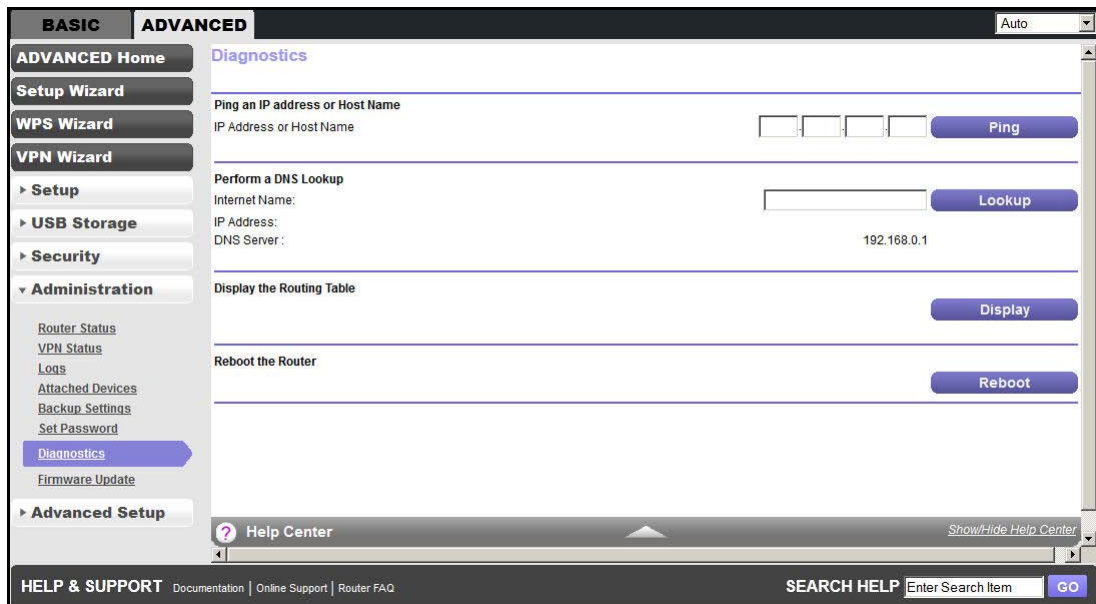 BASIC
ADVANCED
Auto
ADVANCED Home
Setup Wizard
WPS Wizard
VPN Wizard
Setup
USB Storage
Security
Administration
Router Status
VPN Status
Logs
Attached Devices
Backup Settings
Set Password
Diagnostics
Firmware Update
Advanced Setup
Diagnostics
Ping an IP address or Host Name
IP Address or Host Name . . . Ping
Perform a DNS Lookup
Internet Name: Lookup
IP Address:
DNS Server : 192.168.0.1
Display the Routing Table
Display
Reboot the Router
Reboot
? Help Center Show/Hide Help Center
HELP & SUPPORT Documentation | Online Support | Router FAQ SEARCH HELP Enter Search Item GO